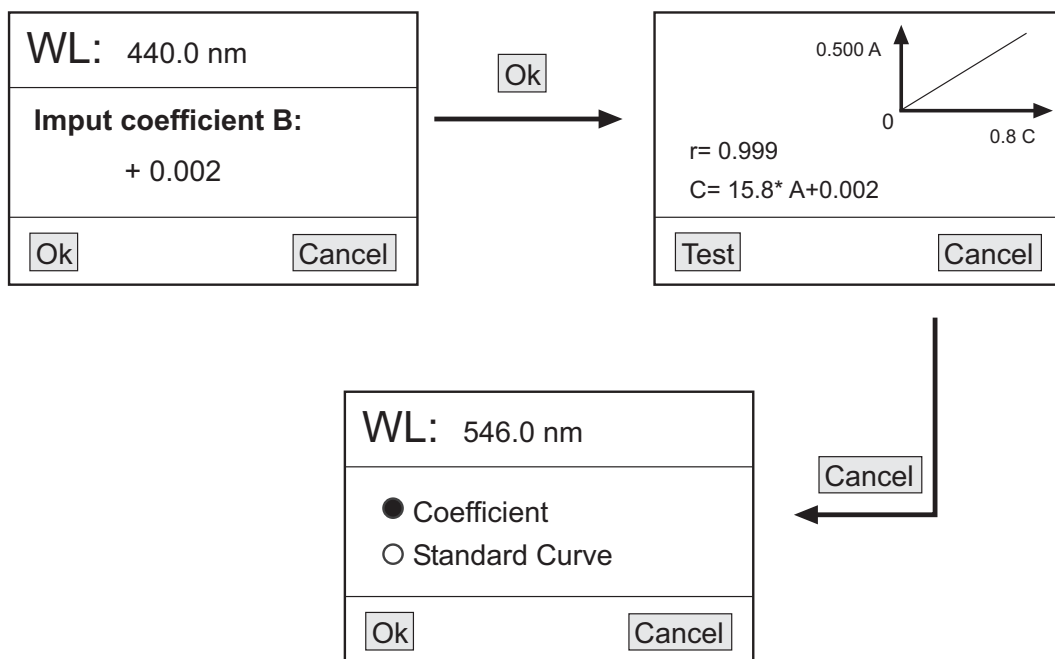 WL: 440.0 nm
Imput coefficient B:
+ 0.002
Ok Cancel
Ok
0.500 A
0
0.8 C
r= 0.999
C= 15.8* A+0.002
Test Cancel
Cancel
WL: 546.0 nm
Coefficient
Standard Curve
Ok Cancel